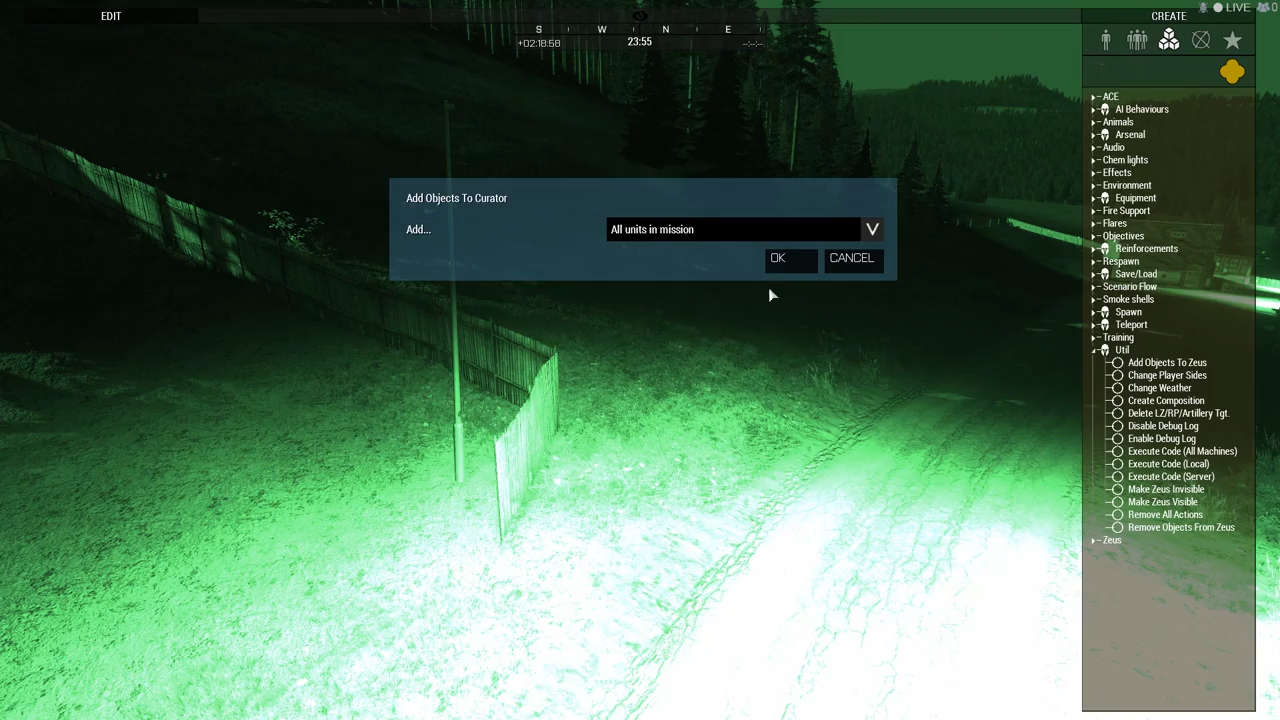 LIVE 0
EDIT
CREATE
S W N E
+02:18:58 23:55 --:--
Add Objects To Curator
Add... All units in mission V
OK CANCEL
ACE
AI Behaviours
Animals
Arsenal
Audio
Chem lights
Effects
Environment
Equipment
Fire Support
Flares
Objectives
Reinforcements
Respawn
Save/Load
Scenario Flow
Smoke shells
Spawn
Teleport
Training
Util
Add Objects To Zeus
Change Player Sides
Change Weather
Create Composition
Delete LZ/RP/Artillery Tgt.
Disable Debug Log
Enable Debug Log
Execute Code (All Machines)
Execute Code (Local)
Execute Code (Server)
Make Zeus Invisible
Make Zeus Visible
Remove All Actions
Remove Objects From Zeus
Zeus